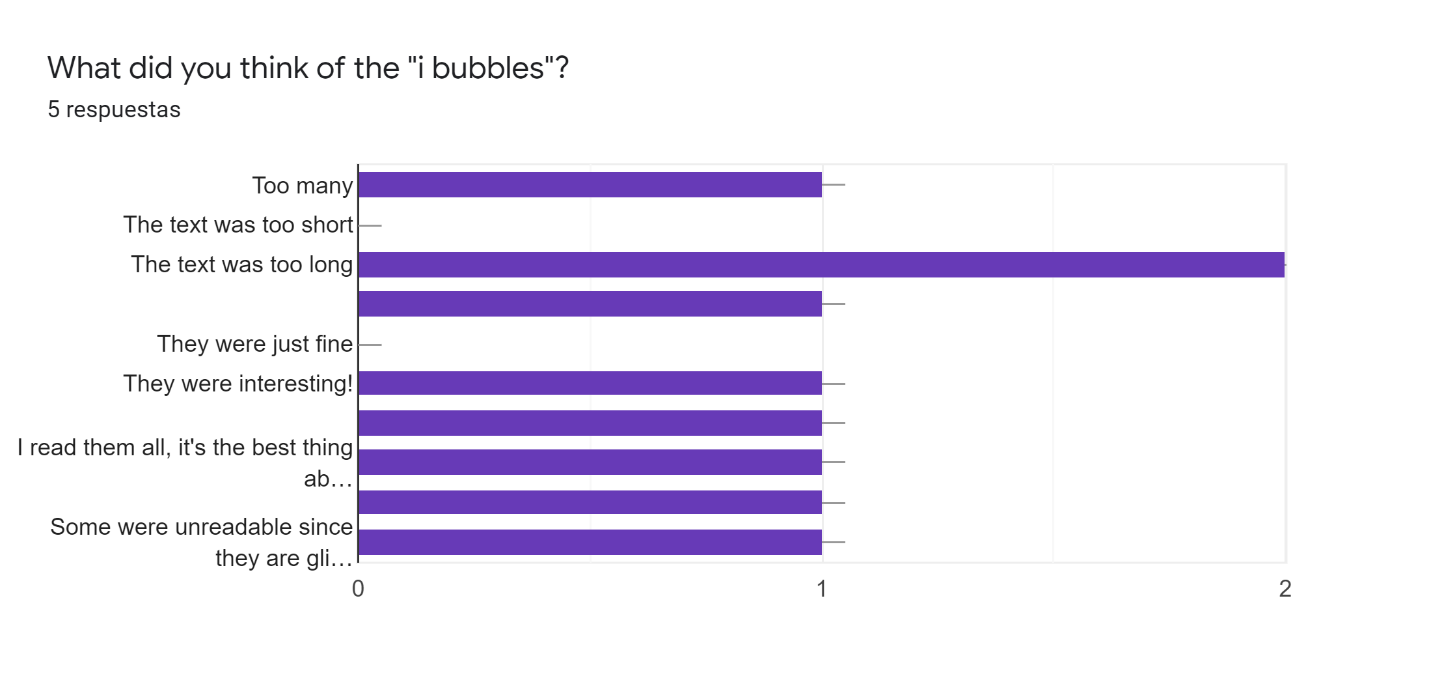 What did you think of the "i bubbles"?
5 respuestas
Too many
The text was too short
The text was too long
They were just fine
They were interesting!
I read them all, it's the best thing
ab…
Some were unreadable since
they are gli…
0 1 2